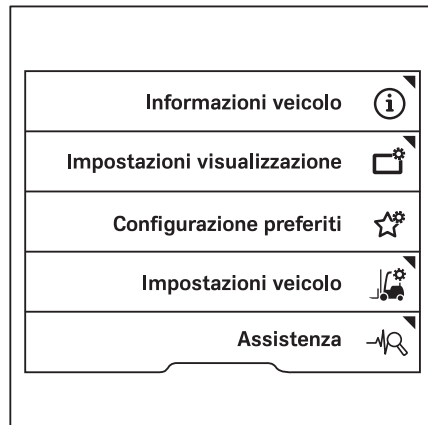 Informazioni veicolo
Impostazioni visualizzazione
Configurazione preferiti
Impostazioni veicolo
Assistenza